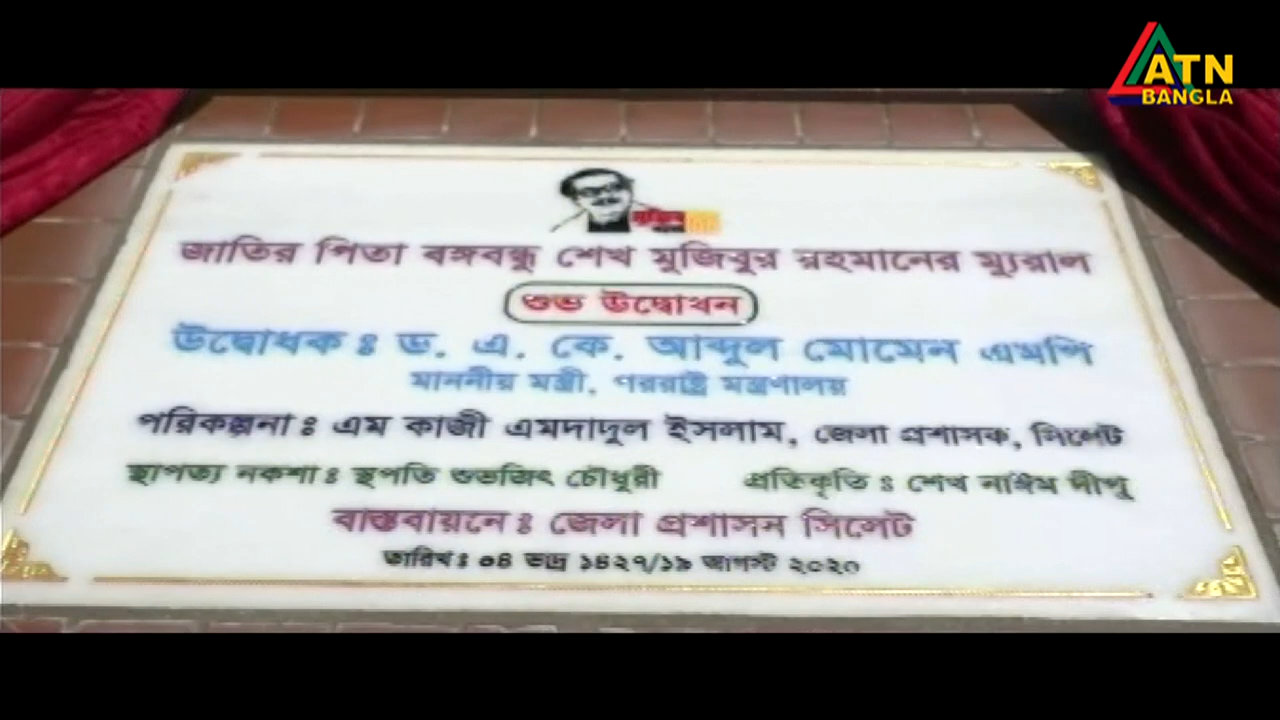 ATN
BANGLA
জাতির পিতা বঙ্গবন্ধু শেখ মুজিবুর রহমানের ম্যুরাল
শুভ উদ্বোধন
উদ্বোধক ঃ ড. এ. কে. আব্দুল মোমেন এমপি
মাননীয় মন্ত্রী, পররাষ্ট্র মন্ত্রণালয়
পরিকল্পনা ঃ এম কাজী এমদাদুল ইসলাম, জেলা প্রশাসক, সিলেট
স্থাপত্য নকশা ঃ স্থপতি শুভজিৎ চৌধুরী প্রতিকৃতি ঃ শেখ নাঈম দীপু
বাস্তবায়নে ঃ জেলা প্রশাসন সিলেট
তারিখ ঃ ০৪ ভাদ্র ১৪২৭/১৯ আগস্ট ২০২০